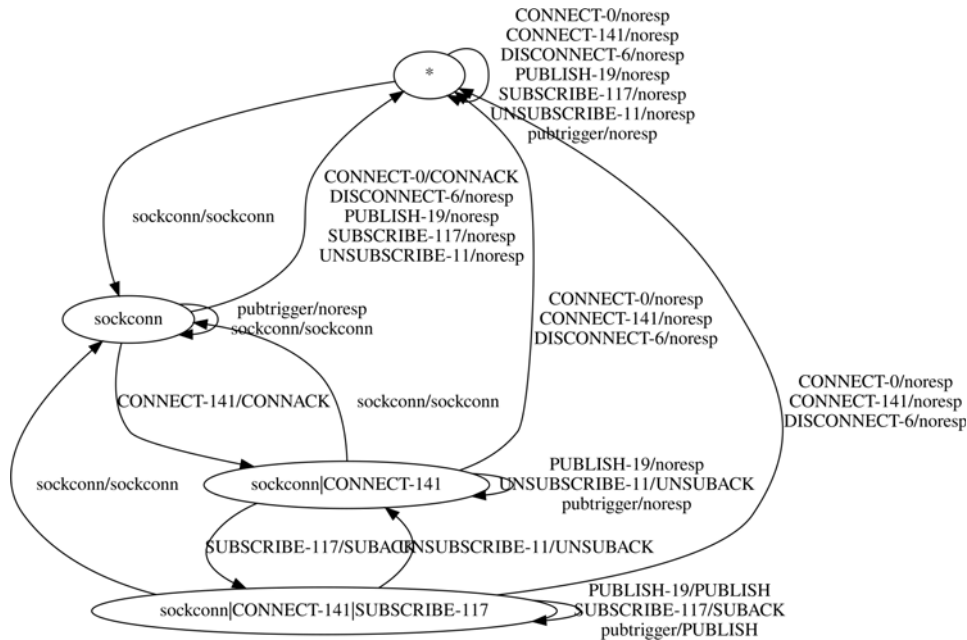 CONNECT-0/noresp
CONNECT-141/noresp
DISCONNECT-6/noresp
*
PUBLISH-19/noresp
SUBSCRIBE-117/noresp
UNSUBSCRIBE-11/noresp
pubtrigger/noresp
sockconn/sockconn
CONNECT-0/CONNACK
DISCONNECT-6/noresp
PUBLISH-19/noresp
SUBSCRIBE-117/noresp
UNSUBSCRIBE-11/noresp
sockconn
pubtrigger/noresp
sockconn/sockconn
CONNECT-0/noresp
CONNECT-141/noresp
DISCONNECT-6/noresp
CONNECT-0/noresp
CONNECT-141/noresp
DISCONNECT-6/noresp
CONNECT-141/CONNACK
sockconn/sockconn
sockconn/sockconn
sockconn|CONNECT-141
PUBLISH-19/noresp
UNSUBSCRIBE-11/UNSUBACK
pubtrigger/noresp
SUBSCRIBE-117/SUBACK
UNSUBSCRIBE-11/UNSUBACK
sockconn|CONNECT-141|SUBSCRIBE-117
PUBLISH-19/PUBLISH
SUBSCRIBE-117/SUBACK
pubtrigger/PUBLISH